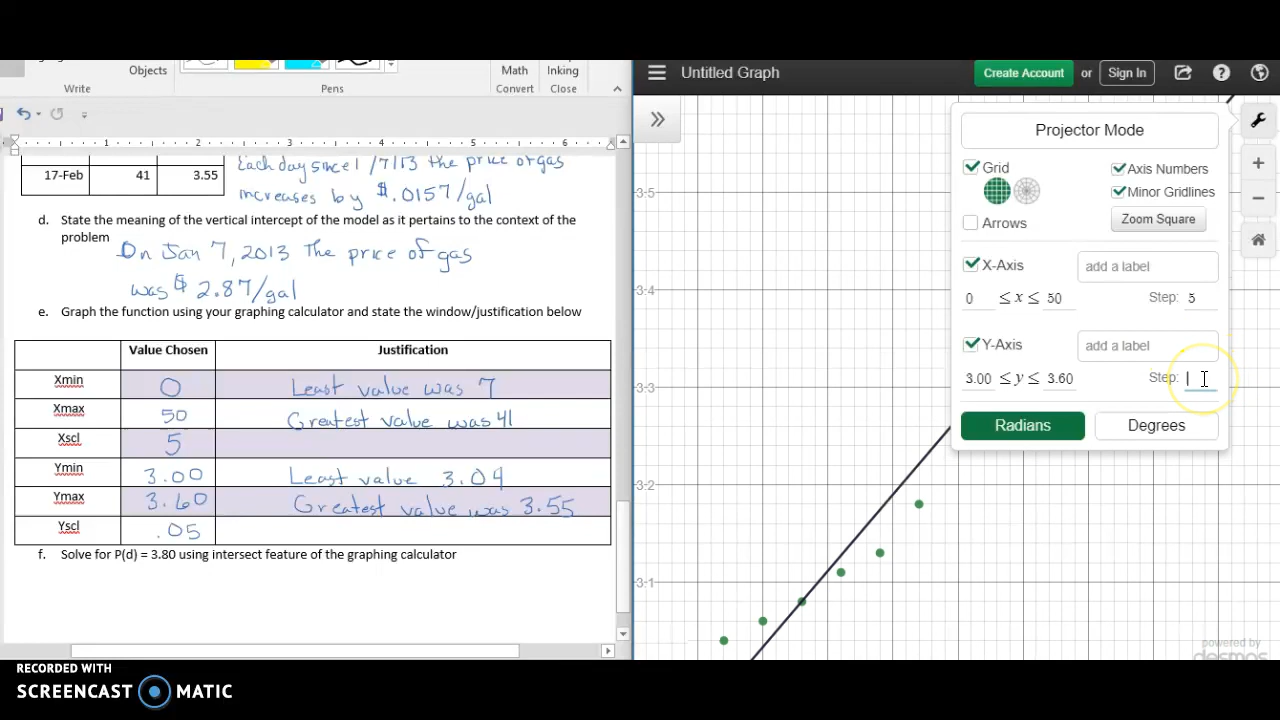 Objects
Math
Inking
Convert
Close
Write
Pens
1
2
3
4
5
6
Each day since 1/7/13 the price of gas
17-Feb 41 3.55
increases by $.0157/gal
d. State the meaning of the vertical intercept of the model as it pertains to the context of the
problem
On Jan 7, 2013 the price of gas
was $ 2.87/gal
e. Graph the function using your graphing calculator and state the window/justification below
Value Chosen Justification
Xmin 0 Least value was 7
Xmax 50 Greatest value was 41
Xscl 5
Ymin 3.00 Least value 3.04
Ymax 3.60 Greatest value was 3.55
Yscl .05
f. Solve for P(d) = 3.80 using intersect feature of the graphing calculator
Untitled Graph
Create Account or Sign In
Projector Mode
Grid
Axis Numbers
Minor Gridlines
Arrows
Zoom Square
X-Axis add a label
0 ≤ x ≤ 50 Step: 5
Y-Axis add a label
3.00 ≤ y ≤ 3.60 Step:
Radians Degrees
3.5
3.4
3.3
3.2
3.1
powered by
desmos
RECORDED WITH
SCREENCAST MATIC